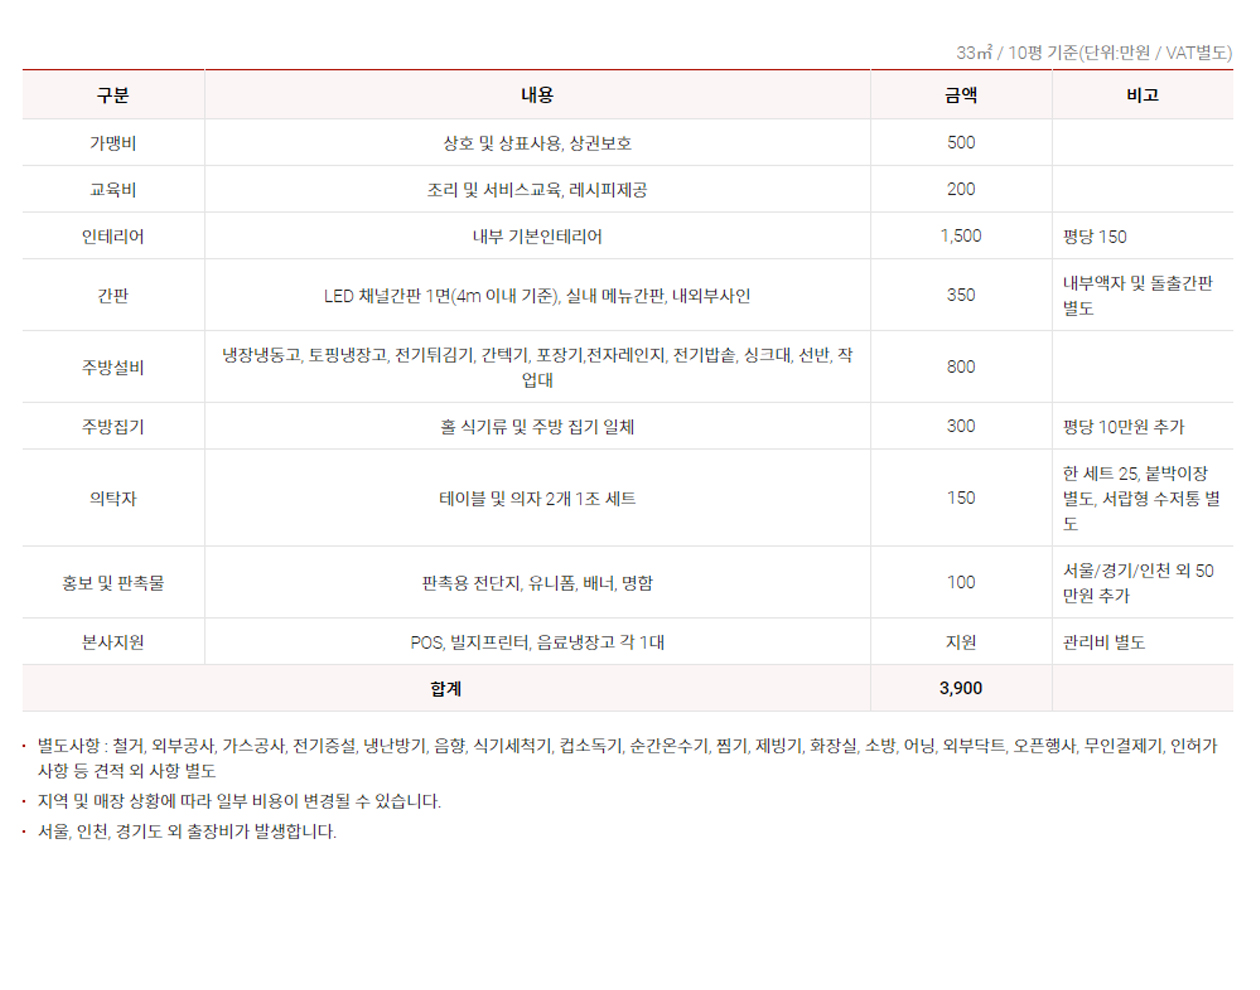 33㎡ / 10평 기준(단위:만원 / VAT별도)
구분 내용 금액 비고
가맹비 상호 및 상표사용, 상권보호 500
교육비 조리 및 서비스교육, 레시피제공 200
인테리어 내부 기본인테리어 1,500 평당 150
간판 LED 채널간판 1면(4m 이내 기준), 실내 메뉴간판, 내외부사인 350 내부액자 및 돌출간판
별도
주방설비 냉장냉동고, 토핑냉장고, 전기튀김기, 간텍기, 포장기,전자레인지, 전기밥솥, 싱크대, 선반, 작
업대 800
주방집기 홀 식기류 및 주방 집기 일체 300 평당 10만원 추가
의탁자 테이블 및 의자 2개 1조 세트 150 한 세트 25, 붙박이장
별도, 서랍형 수저통 별
도
홍보 및 판촉물 판촉용 전단지, 유니폼, 배너, 명함 100 서울/경기/인천 외 50
만원 추가
본사지원 POS, 빌지프린터, 음료냉장고 각 1대 지원 관리비 별도
합계 3,900
· 별도사항 : 철거, 외부공사, 가스공사, 전기증설, 냉난방기, 음향, 식기세척기, 컵소독기, 순간온수기, 찜기, 제빙기, 화장실, 소방, 어닝, 외부닥트, 오픈행사, 무인결제기, 인허가
사항 등 견적 외 사항 별도
· 지역 및 매장 상황에 따라 일부 비용이 변경될 수 있습니다.
· 서울, 인천, 경기도 외 출장비가 발생합니다.